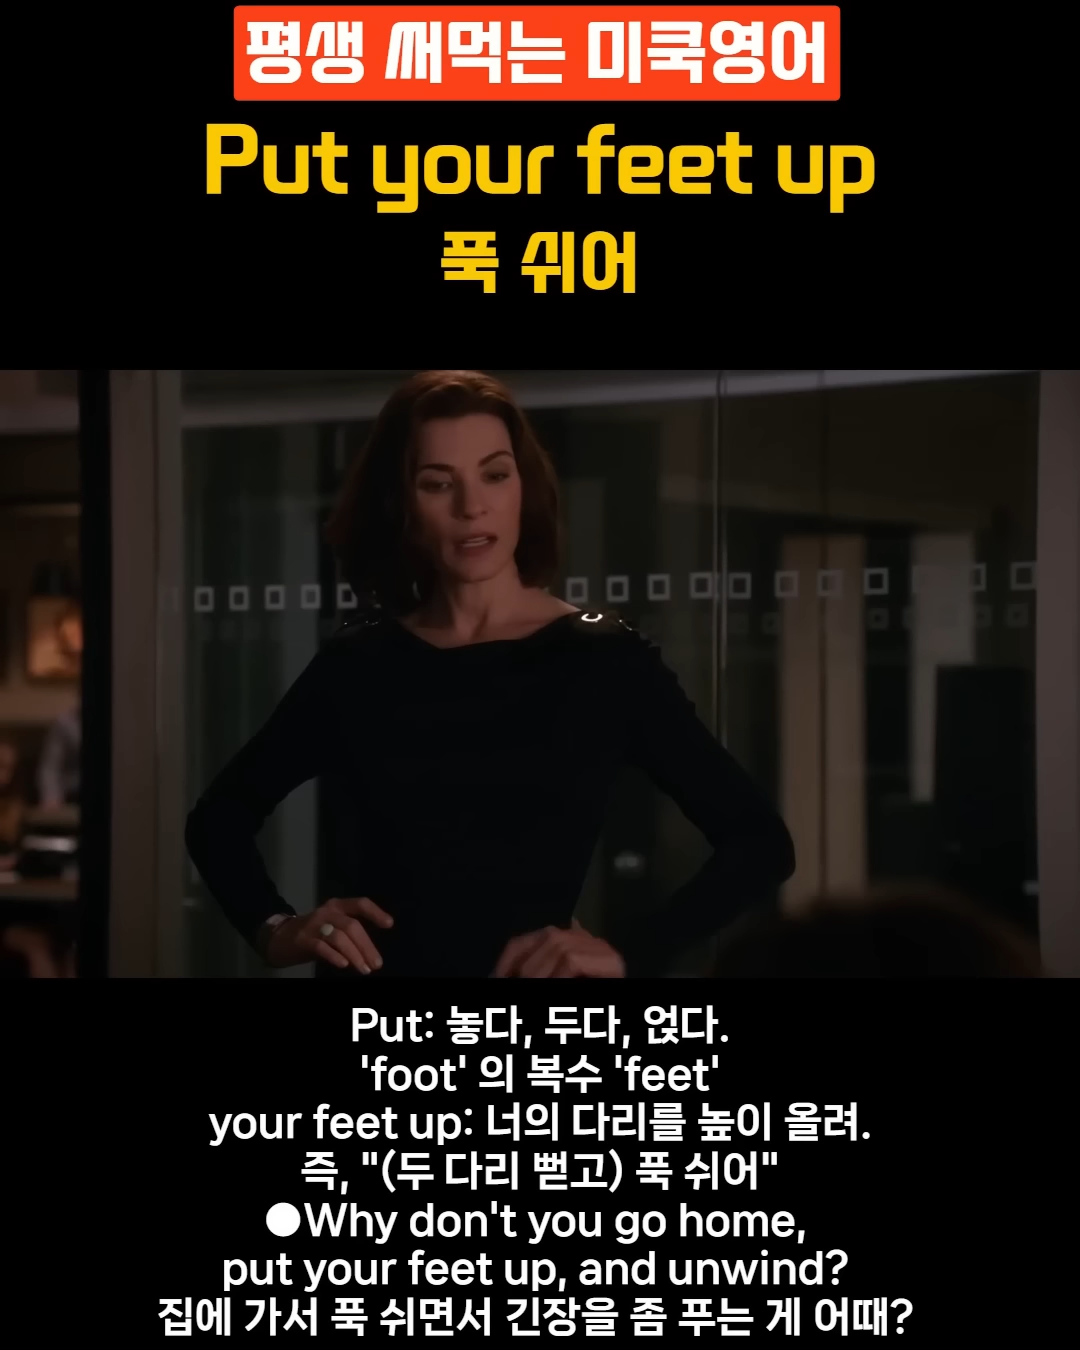 평생 써먹는 미쿡영어
Put your feet up
푹 쉬어
Put: 놓다, 두다, 얹다.
'foot' 의 복수 'feet'
your feet up: 너의 다리를 높이 올려.
즉, "(두 다리 뻗고) 푹 쉬어"
●Why don't you go home,
put your feet up, and unwind?
집에 가서 푹 쉬면서 긴장을 좀 푸는 게 어때?